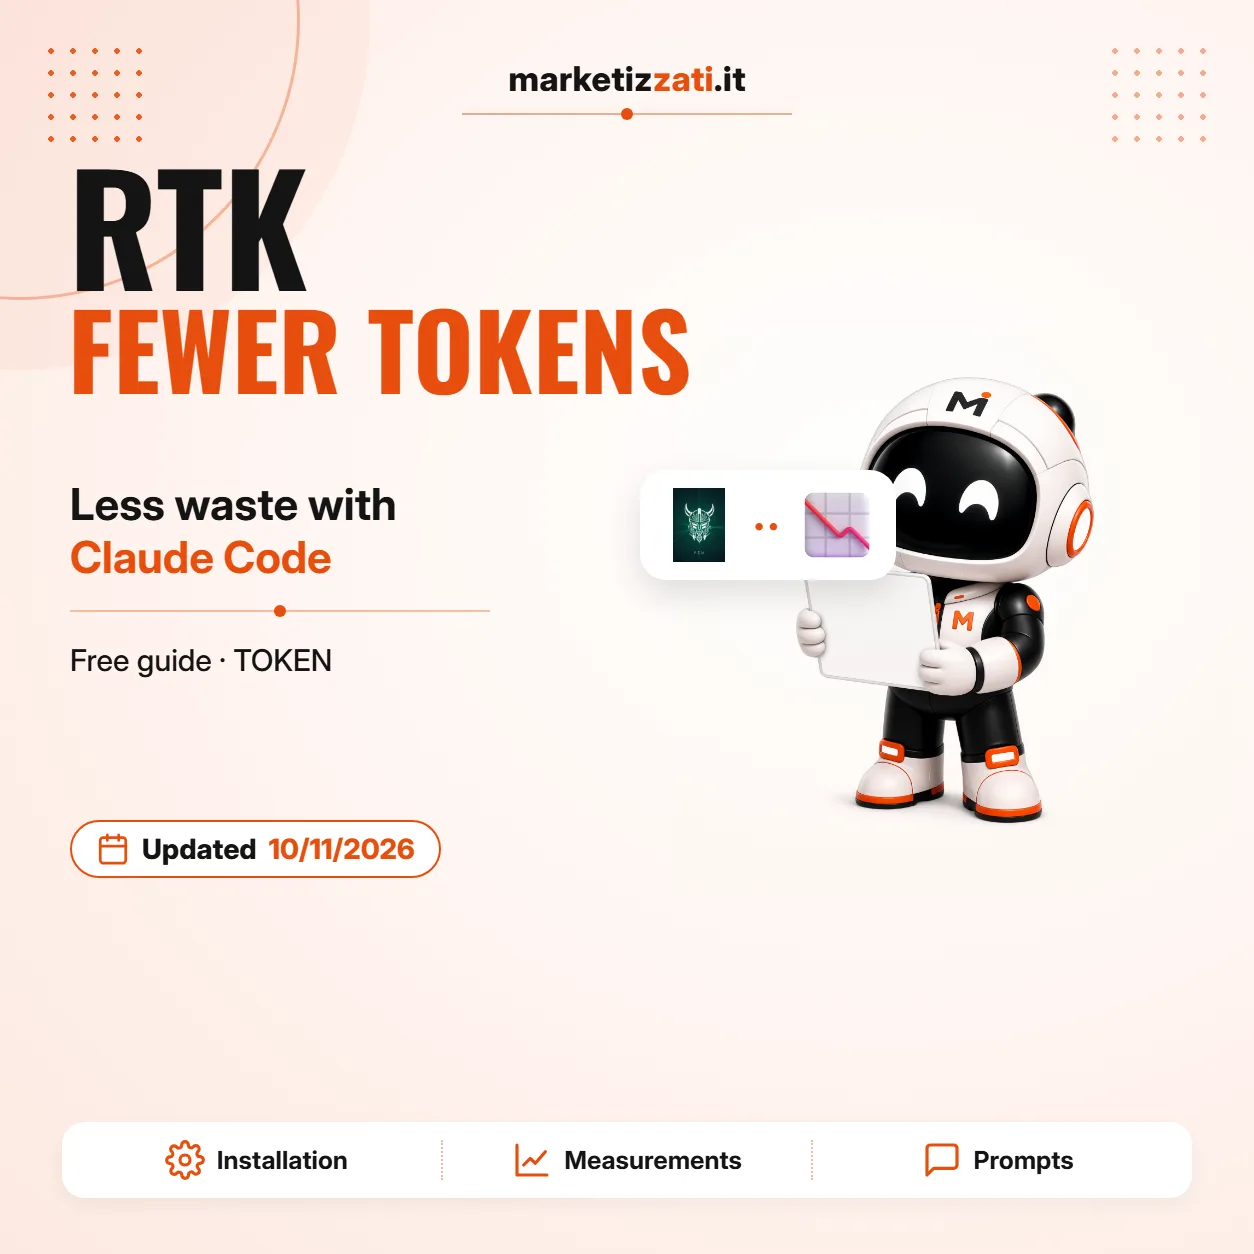 marketizzati.it
RTK
FEWER TOKENS
Less waste with
Claude Code
Free guide · TOKEN
Updated 10/11/2026
Installation
Measurements
Prompts